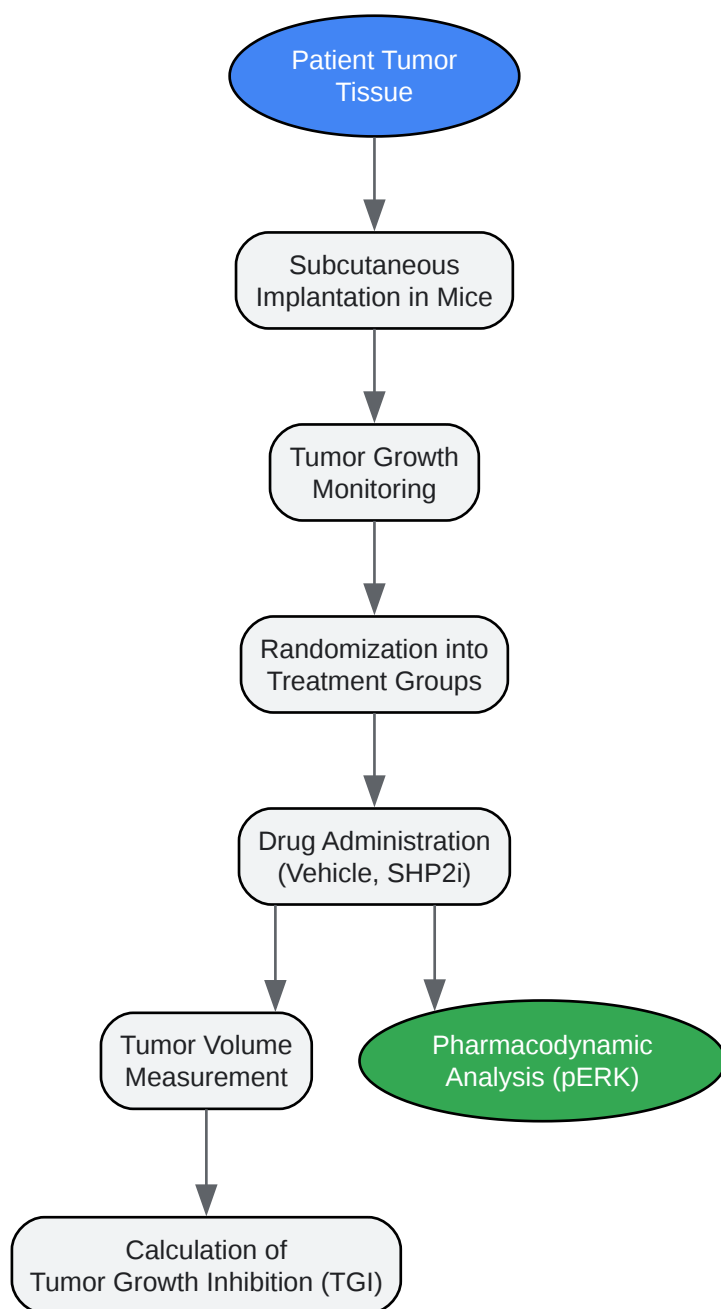 Patient Tumor
Tissue
Subcutaneous
Implantation in Mice
Tumor Growth
Monitoring
Randomization into
Treatment Groups
Drug Administration
(Vehicle, SHP2i)
Tumor Volume
Measurement
Pharmacodynamic
Analysis (pERK)
Calculation of
Tumor Growth Inhibition (TGI)